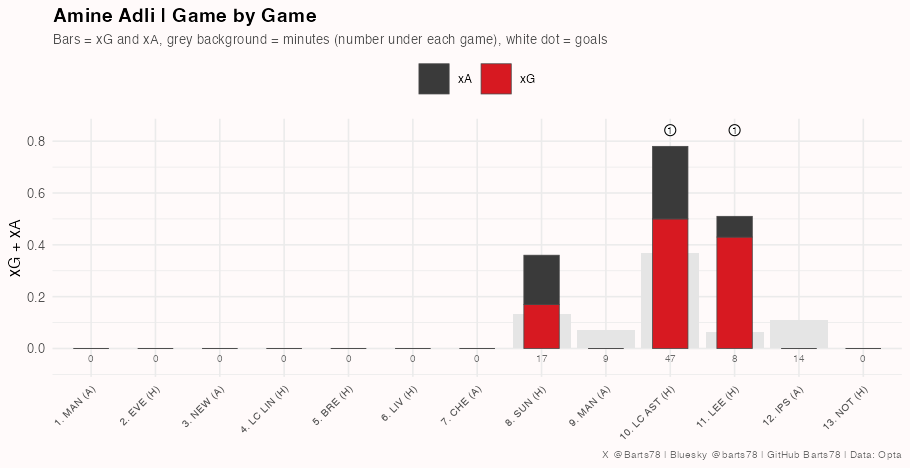 Amine Adli | Game by Game
Bars = xG and xA, grey background = minutes (number under each game), white dot = goals
xA xG
xG + xA
0.8
0.6
0.4
0.2
0.0
1 1
0 0 0 0 0 0 0 17 9 47 8 14 0
1. MAN (A)
2. EVE (H)
3. NEW (A)
4. LC LIN (H)
5. BRE (H)
6. LIV (H)
7. CHE (A)
8. SUN (H)
9. MAN (A)
10. LC AST (H)
11. LEE (H)
12. IPS (A)
13. NOT (H)
X @Barts78 | Bluesky @barts78 | GitHub Barts78 | Data: Opta